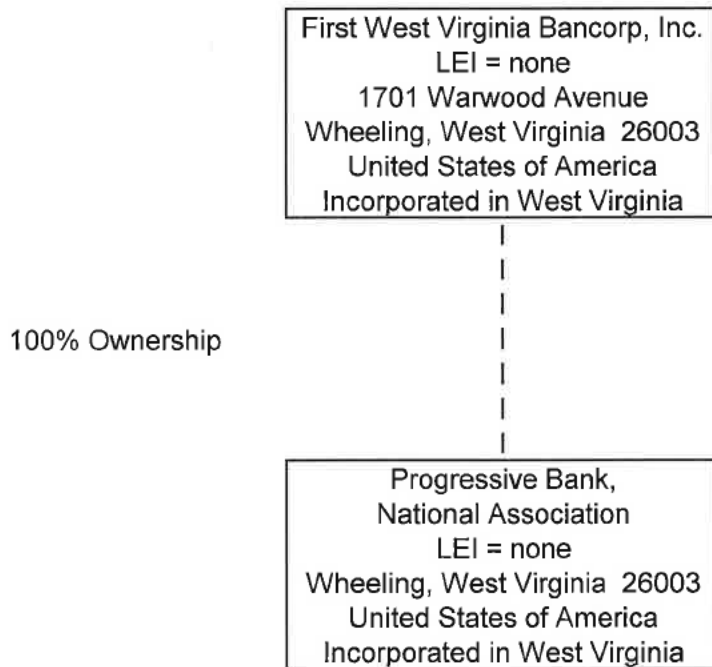 First West Virginia Bancorp, Inc.
LEI = none
1701 Warwood Avenue
Wheeling, West Virginia  26003
United States of America
Incorporated in West Virginia
100% Ownership
Progressive Bank,
National Association
LEI = none
Wheeling, West Virginia  26003
United States of America
Incorporated in West Virginia